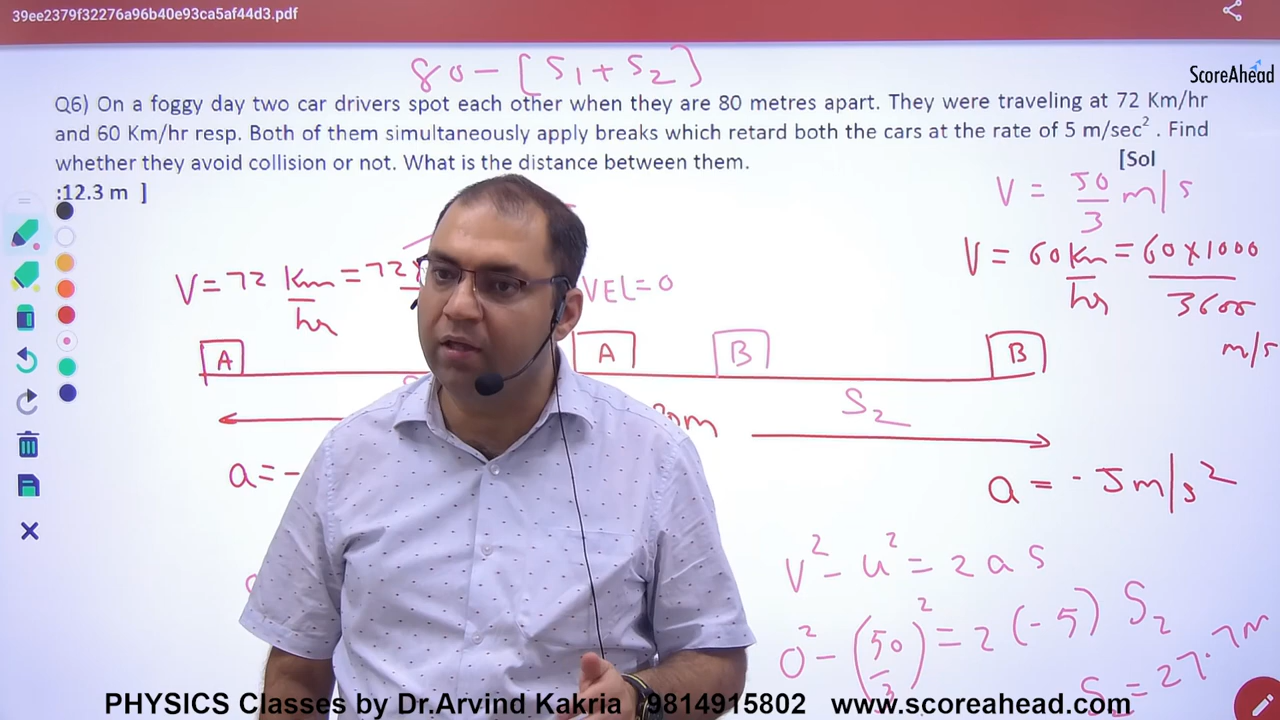 39ee2379f32276a96b40e93ca5af44d3.pdf
ScoreAhead
80 - [S₁ + S₂]
Q6) On a foggy day two car drivers spot each other when they are 80 metres apart. They were traveling at 72 Km/hr
and 60 Km/hr resp. Both of them simultaneously apply breaks which retard both the cars at the rate of 5 m/sec² . Find
whether they avoid collision or not. What is the distance between them. [Sol
:12.3 m ]
V = 50/3 m/s
V = 72 Km/hr = 72
V = 60 Km/hr = 60 x 1000 / 3600 m/s
VEL = 0
A A B B
S₂
m
a = -
a = - 5 m/s²
V² - u² = 2 a s
0² - (50/3)² = 2 (-5) S₂
S₂ = 27.7 m
PHYSICS Classes by Dr.Arvind Kakria 9814915802 www.scoreahead.com